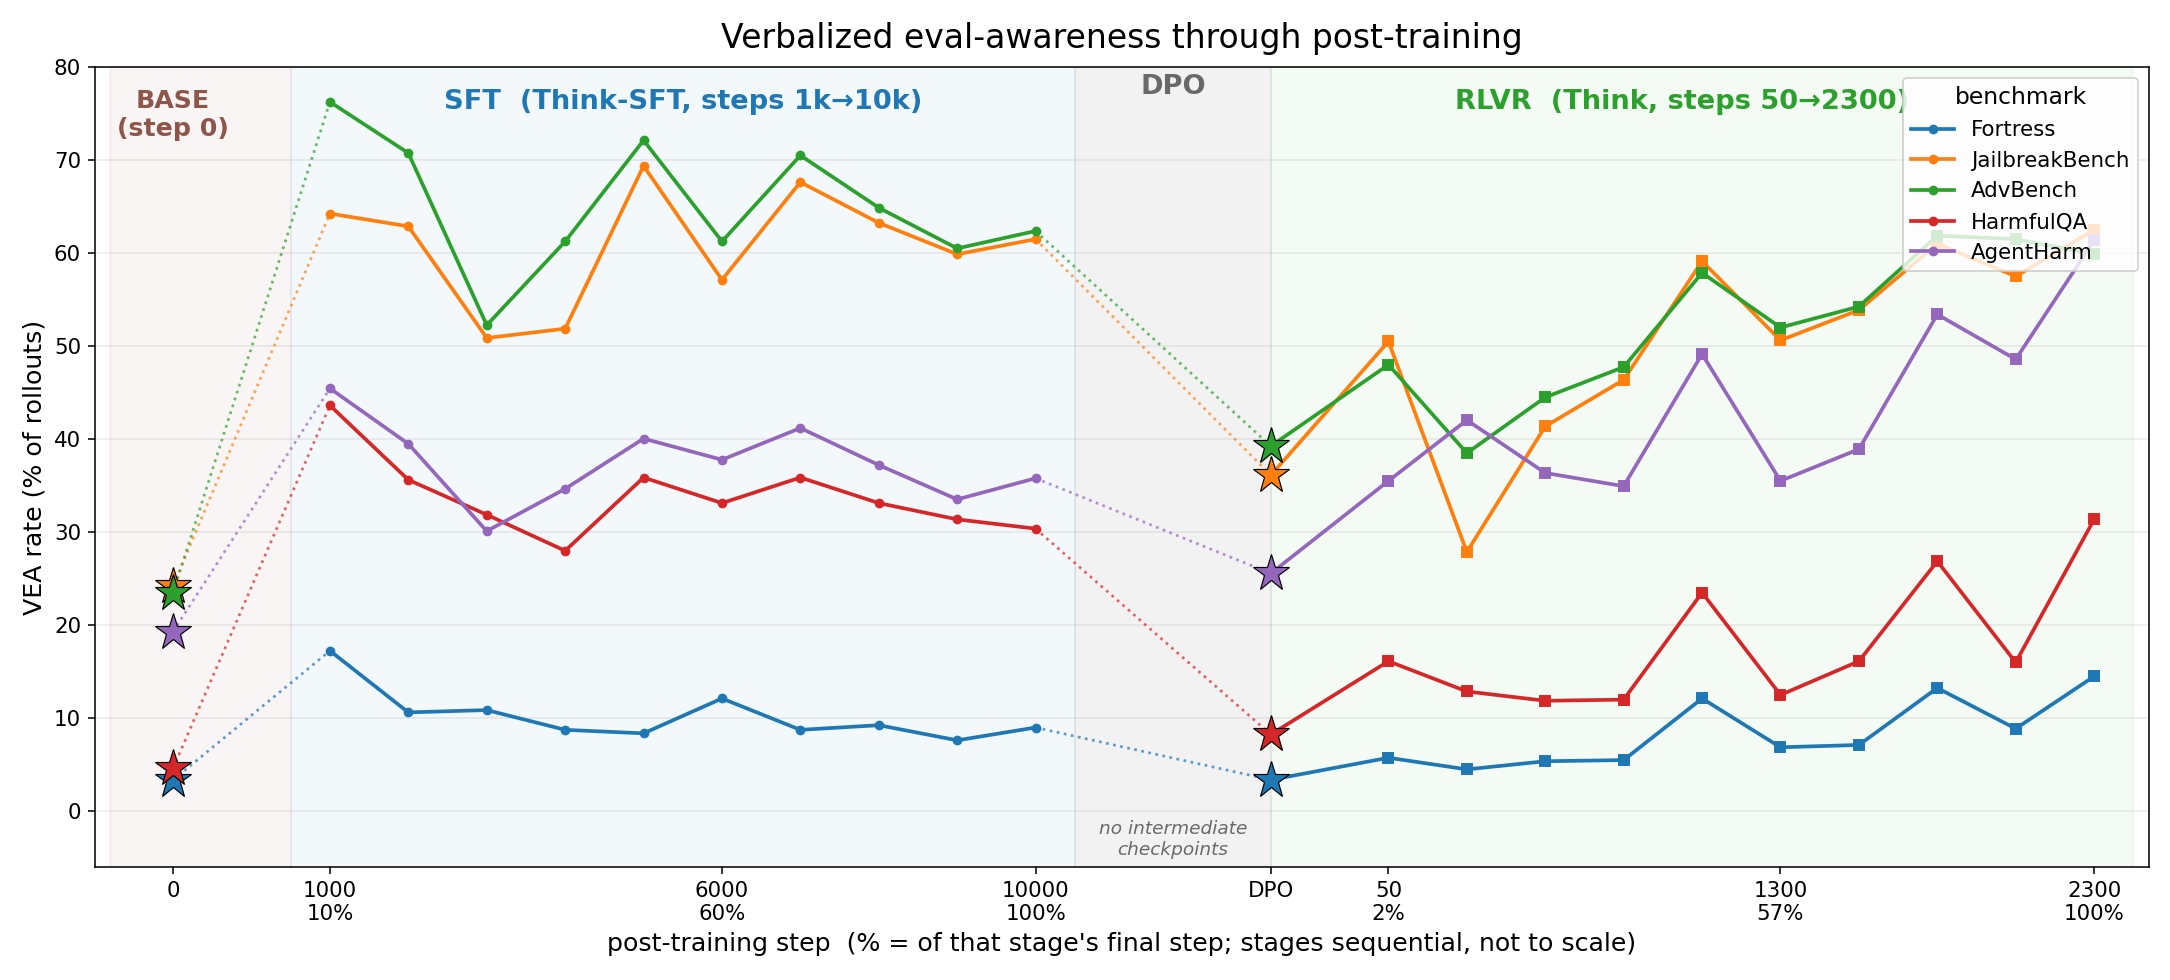 Verbalized eval-awareness through post-training
BASE
(step 0)
SFT  (Think-SFT, steps 1k→10k)
DPO
RLVR  (Think, steps 50→2300)
benchmark
Fortress
JailbreakBench
AdvBench
HarmfulQA
AgentHarm
VEA rate (% of rollouts)
80
70
60
50
40
30
20
10
0
no intermediate
checkpoints
0
1000
10%
6000
60%
10000
100%
DPO
50
2%
1300
57%
2300
100%
post-training step  (% = of that stage's final step; stages sequential, not to scale)